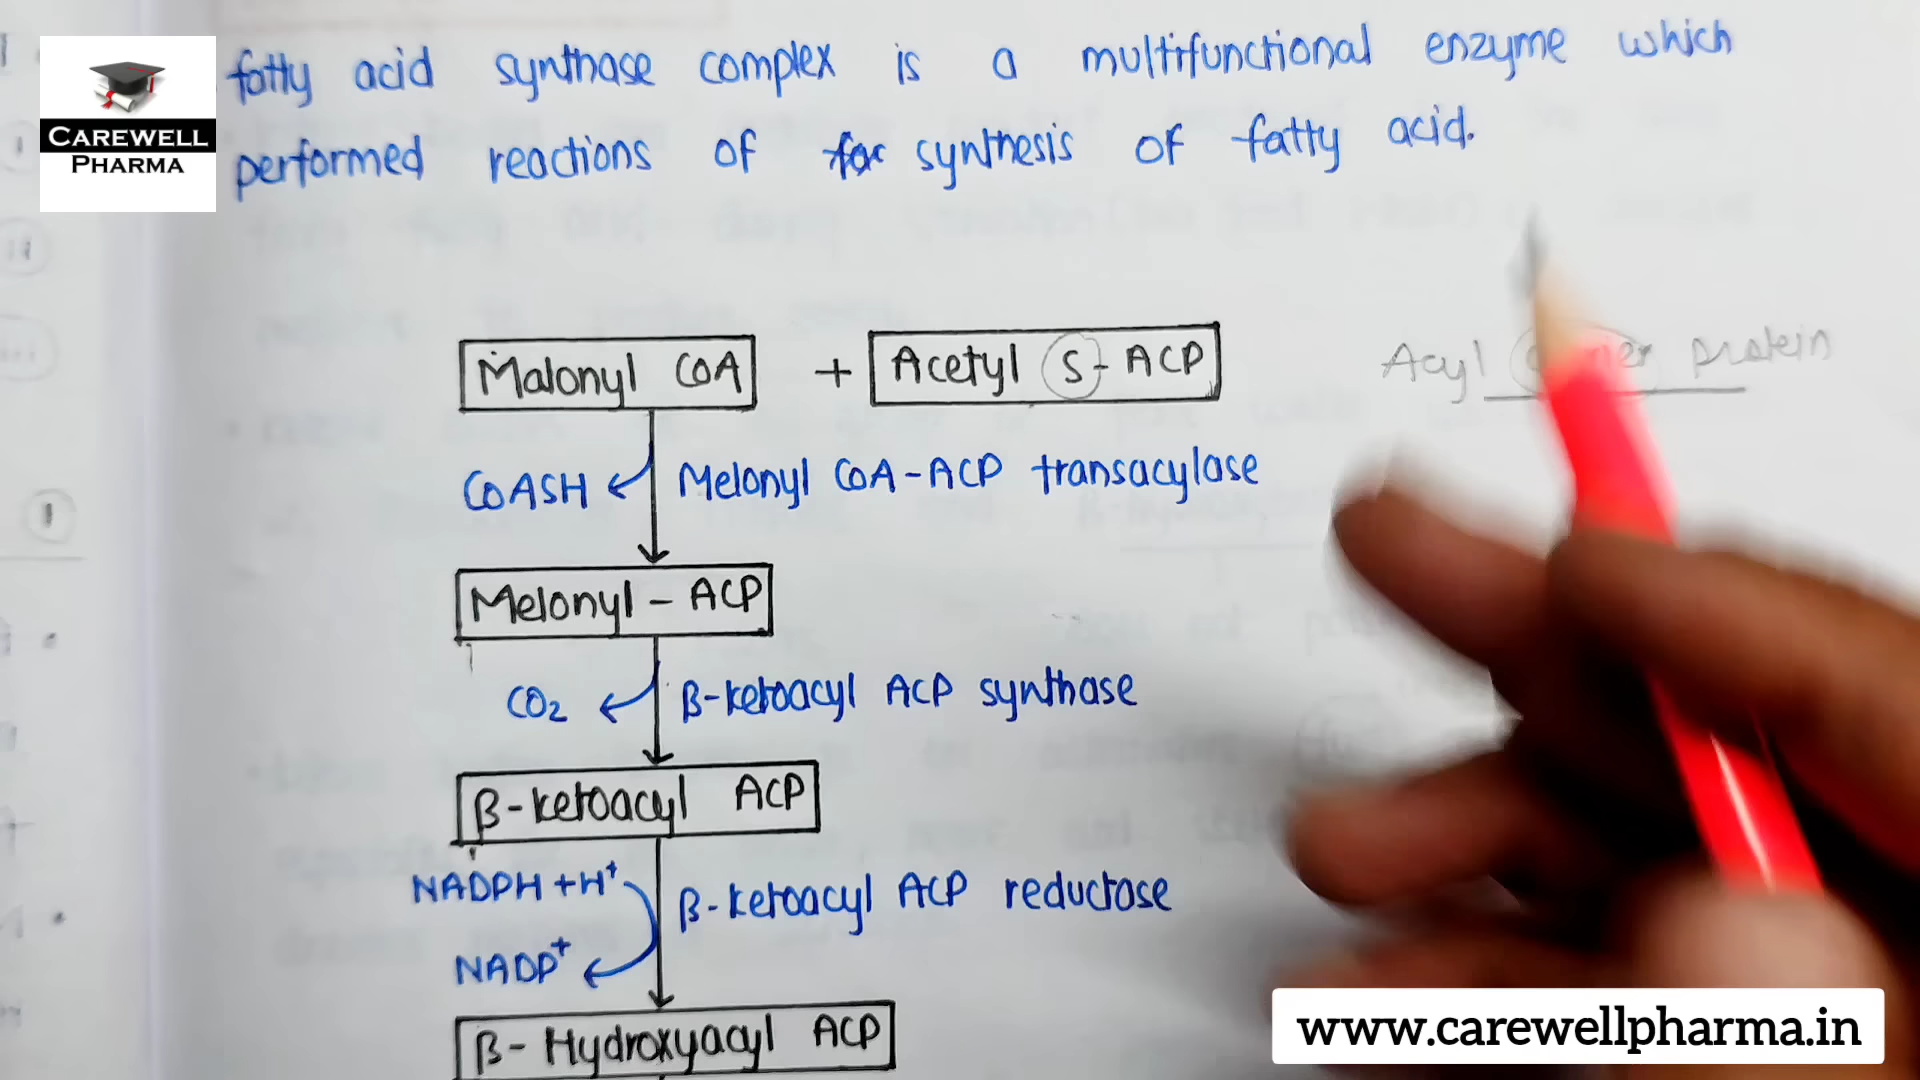 CAREWELL
PHARMA
fatty acid synthase complex is a multifunctional enzyme which
performed reactions of synthesis of fatty acid.
Malonyl CoA + Acetyl S-ACP
Acyl protein
CoASH Melonyl CoA-ACP transacylase
Melonyl - ACP
CO2 β-ketoacyl ACP synthase
β-ketoacyl ACP
NADPH + H+ β-ketoacyl ACP reductase
NADP+
β-Hydroxyacyl ACP
www.carewellpharma.in